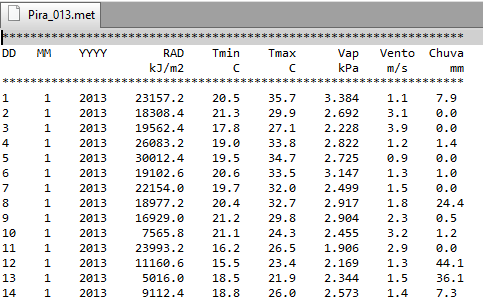 Pira_013.met
******************************************************************
DD MM YYYY RAD Tmin Tmax Vap Vento Chuva
kJ/m2 C C kPa m/s mm
******************************************************************
1 1 2013 23157.2 20.5 35.7 3.384 1.1 7.9
2 1 2013 18308.4 21.3 29.9 2.692 3.1 0.0
3 1 2013 19562.4 17.8 27.1 2.228 3.9 0.0
4 1 2013 26083.2 19.0 33.8 2.822 1.2 1.4
5 1 2013 30012.4 19.5 34.7 2.725 0.9 0.0
6 1 2013 19102.6 20.6 33.5 3.147 1.3 1.0
7 1 2013 22154.0 19.7 32.0 2.499 1.5 0.0
8 1 2013 18977.2 20.4 32.7 2.917 1.8 24.4
9 1 2013 16929.0 21.2 29.8 2.904 2.3 0.5
10 1 2013 7565.8 21.1 24.3 2.455 3.2 1.2
11 1 2013 23993.2 16.2 26.5 1.906 2.9 0.0
12 1 2013 11160.6 15.5 23.4 2.169 1.3 44.1
13 1 2013 5016.0 18.5 21.9 2.344 1.5 36.1
14 1 2013 9112.4 18.8 26.0 2.573 1.4 7.3